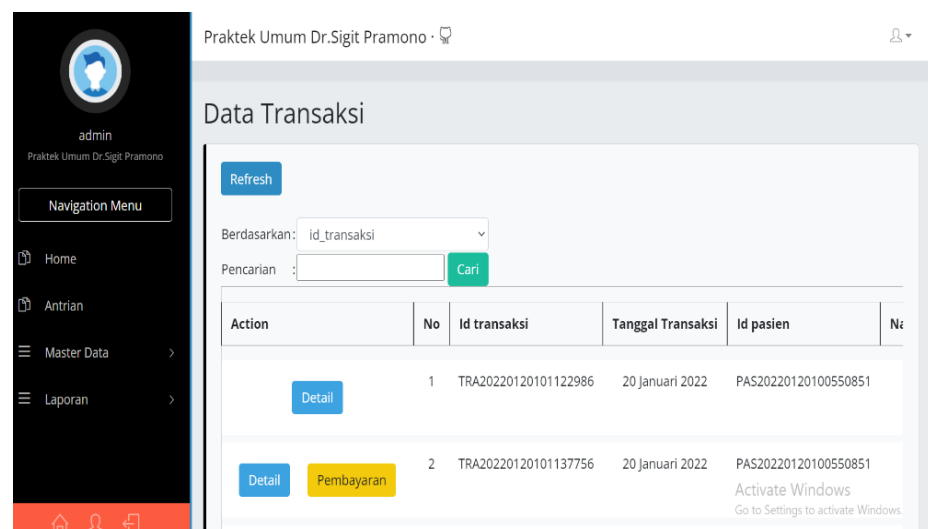 admin
Praktek Umum Dr.Sigit Pramono
Navigation Menu
Home
Antrian
Master Data
Laporan
Praktek Umum Dr.Sigit Pramono ·
Data Transaksi
Refresh
Berdasarkan: id_transaksi
Pencarian : Cari
Action No Id transaksi Tanggal Transaksi Id pasien Na
Detail 1 TRA20220120101122986 20 Januari 2022 PAS20220120100550851
Detail Pembayaran 2 TRA20220120101137756 20 Januari 2022 PAS20220120100550851
Activate Windows
Go to Settings to activate Windows.